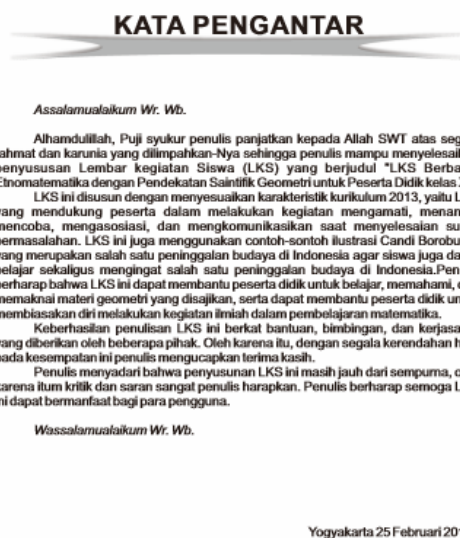 KATA PENGANTAR
Assalamualaikum Wr. Wb.
Alhamdulillah, Puji syukur penulis panjatkan kepada Allah SWT atas seg
rahmat dan karunia yang dilimpahkan-Nya sehingga penulis mampu menyelesaik
penyususan Lembar kegiatan Siswa (LKS) yang berjudul "LKS Berba
Etnomatematika dengan Pendekatan Saintifik Geometri untuk Peserta Didik kelas
LKS ini disusun dengan menyesuaikan karakteristik kurikulum 2013, yaitu L
yang mendukung peserta dalam melakukan kegiatan mengamati, menan
mencoba, mengasosiasi, dan mengkomunikasikan saat menyelesaian su
permasalahan. LKS ini juga menggunakan contoh-sontoh ilustrasi Candi Borobu
yang merupakan salah satu peninggalan budaya di Indonesia agar siswa juga da
belajar sekaligus mengingat salah satu peninggalan budaya di Indonesia.Pen
berharap bahwa LKS ini dapat membantu peserta didik untuk belajar, memahami,
memaknai materi geometri yang disajikan, serta dapat membantu peserta didik un
membiasakan diri melakukan kegiatan ilmiah dalam pembelajaran matematika.
Keberhasilan penulisan LKS ini berkat bantuan, bimbingan, dan kerjasa
yang diberikan oleh beberapa pihak. Oleh karena itu, dengan segala kerendahan h
pada kesempatan ini penulis mengucapkan terima kasih.
Penulis menyadari bahwa penyusunan LKS ini masih jauh dari sempurna, o
karena itum kritik dan saran sangat penulis harapkan. Penulis berharap semoga L
ini dapat bermanfaat bagi para pengguna.
Wassalamualaikum Wr. Wb.
Yogyakarta 25 Februari 201